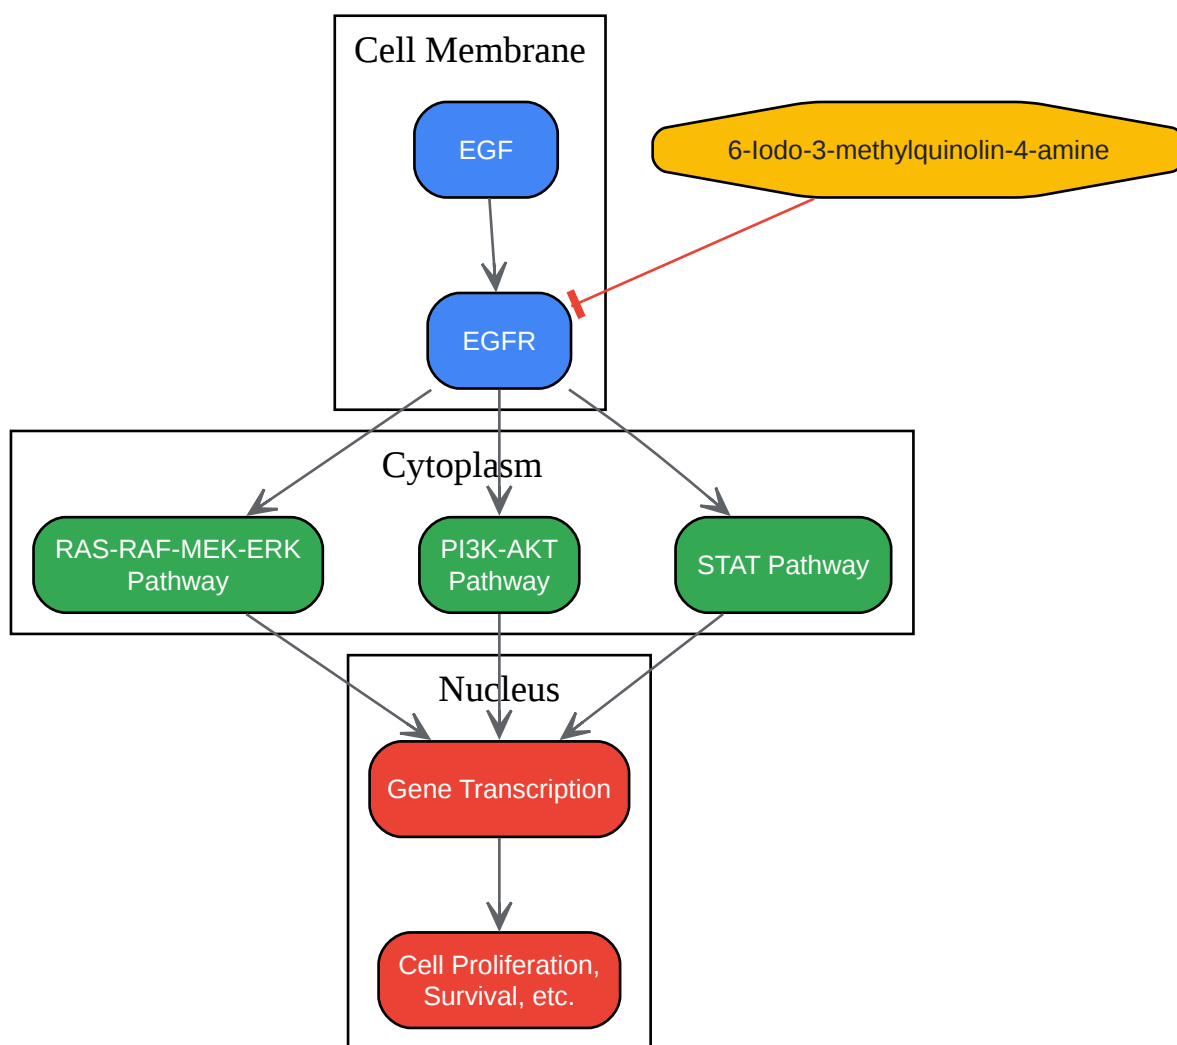 Cell Membrane
EGF
6-Iodo-3-methylquinolin-4-amine
EGFR
Cytoplasm
RAS-RAF-MEK-ERK
Pathway
PI3K-AKT
Pathway
STAT Pathway
Nucleus
Gene Transcription
Cell Proliferation,
Survival, etc.